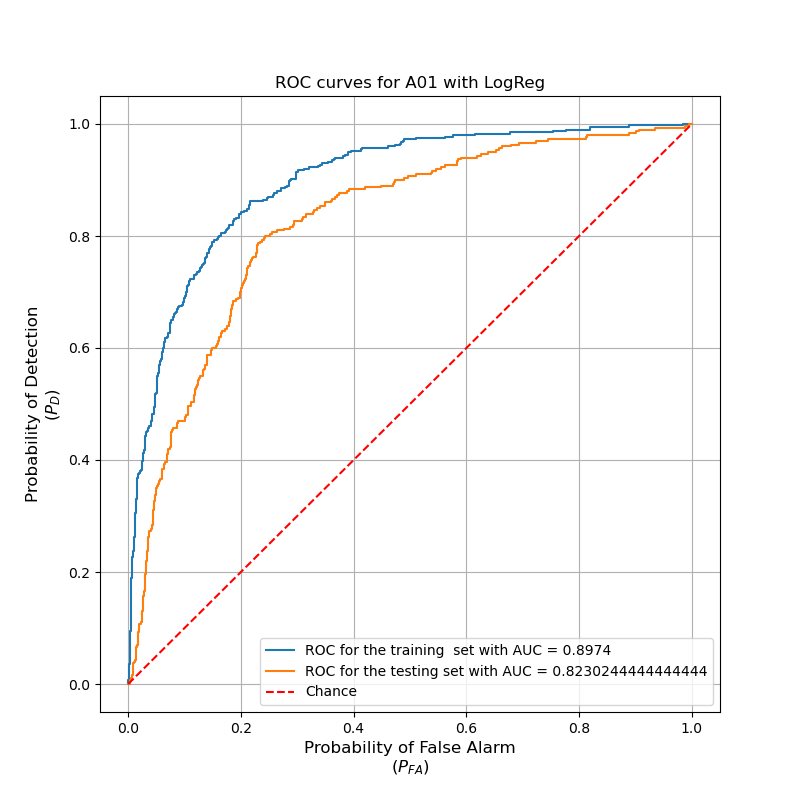 ROC curves for A01 with LogReg
Probability of Detection
(P_D)
1.0
0.8
0.6
0.4
0.2
0.0
ROC for the training  set with AUC = 0.8974
ROC for the testing set with AUC = 0.8230244444444444
Chance
0.0 0.2 0.4 0.6 0.8 1.0
Probability of False Alarm
(P_{FA})